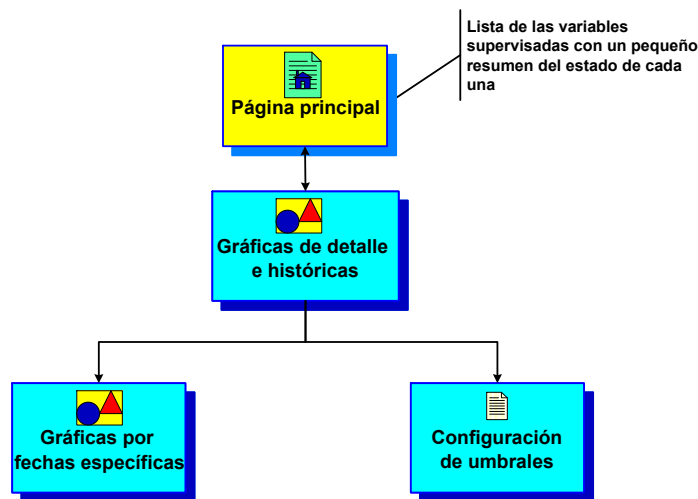 Lista de las variables
supervisadas con un pequeño
resumen del estado de cada
una
Página principal
Gráficas de detalle
e históricas
Gráficas por
fechas específicas
Configuración
de umbrales